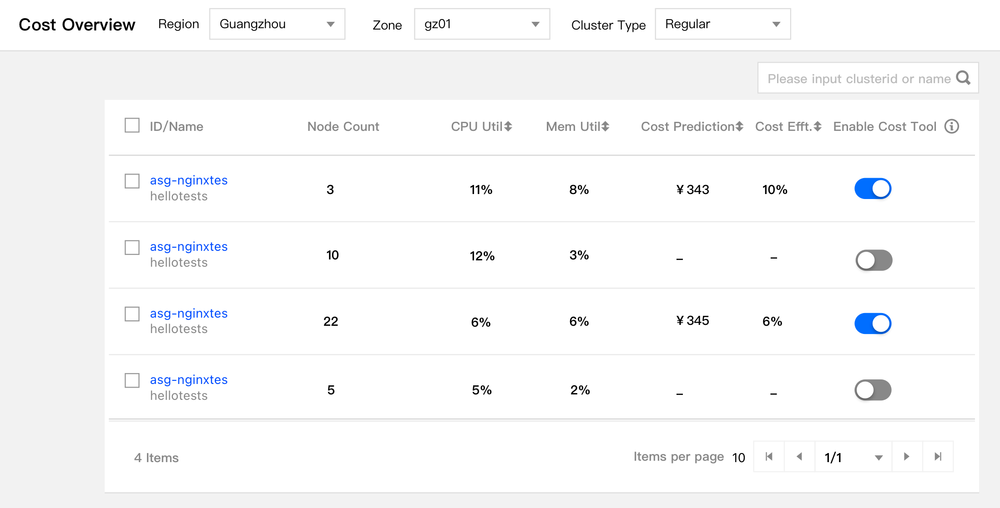 Cost Overview Region Guangzhou Zone gz01 Cluster Type Regular
Please input clusterid or name
ID/Name Node Count CPU Util Mem Util Cost Prediction Cost Efft. Enable Cost Tool
asg-nginxtes
hellotests
3 11% 8% ¥ 343 10%
asg-nginxtes
hellotests
10 12% 3% – –
asg-nginxtes
hellotests
22 6% 6% ¥ 345 6%
asg-nginxtes
hellotests
5 5% 2% – –
4 Items Items per page 10 1/1